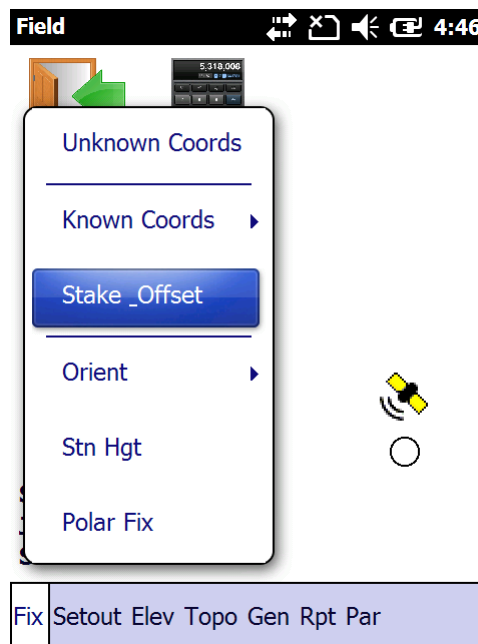 Field 4:46
5,318,008
Unknown Coords
Known Coords
Stake _Offset
Orient
Stn Hgt
Polar Fix
Fix Setout Elev Topo Gen Rpt Par